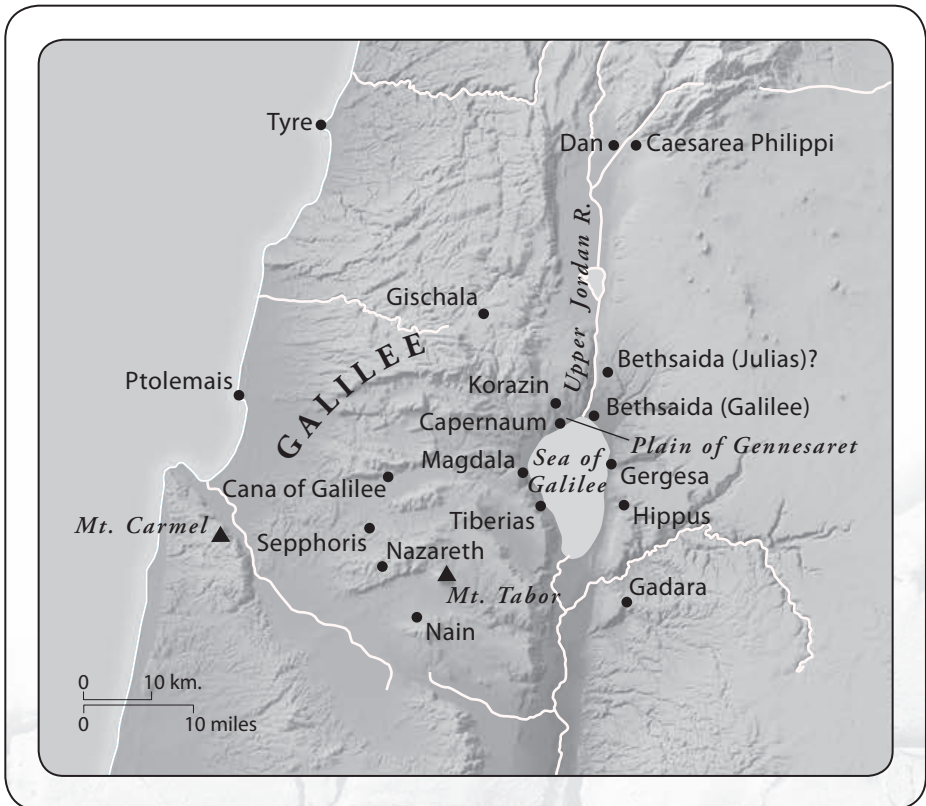 Tyre
Dan
Caesarea Philippi
Upper Jordan R.
Gischala
GALILEE
Bethsaida (Julias)?
Ptolemais
Korazin
Bethsaida (Galilee)
Capernaum
Plain of Gennesaret
Magdala
Sea of
Galilee
Gergesa
Cana of Galilee
Tiberias
Hippus
Mt. Carmel
Sepphoris
Nazareth
Mt. Tabor
Gadara
Nain
0 10 km.
0 10 miles